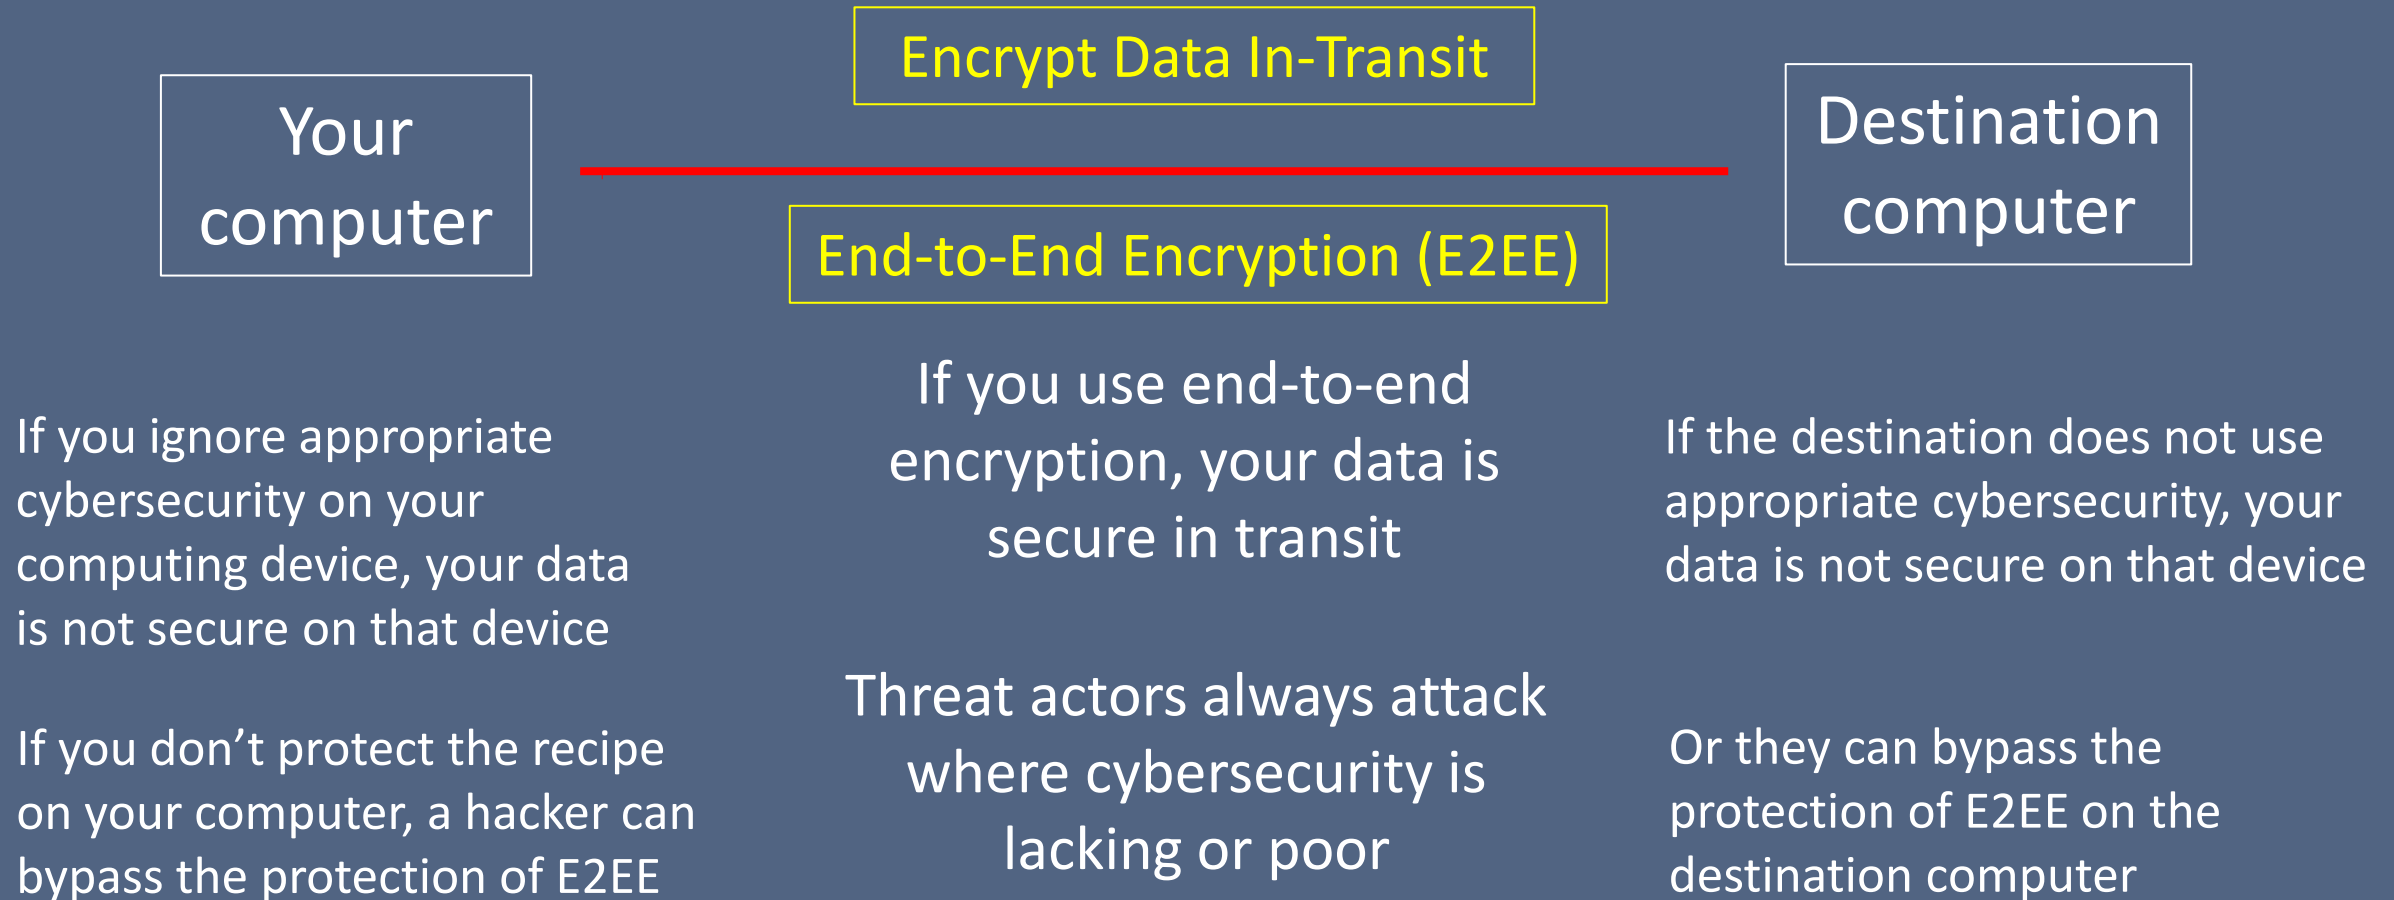 Encrypt Data In-Transit
Your
computer
Destination
computer
End-to-End Encryption (E2EE)
If you ignore appropriate
cybersecurity on your
computing device, your data
is not secure on that device
If you don’t protect the recipe
on your computer, a hacker can
bypass the protection of E2EE
If you use end-to-end
encryption, your data is
secure in transit
Threat actors always attack
where cybersecurity is
lacking or poor
If the destination does not use
appropriate cybersecurity, your
data is not secure on that device
Or they can bypass the
protection of E2EE on the
destination computer